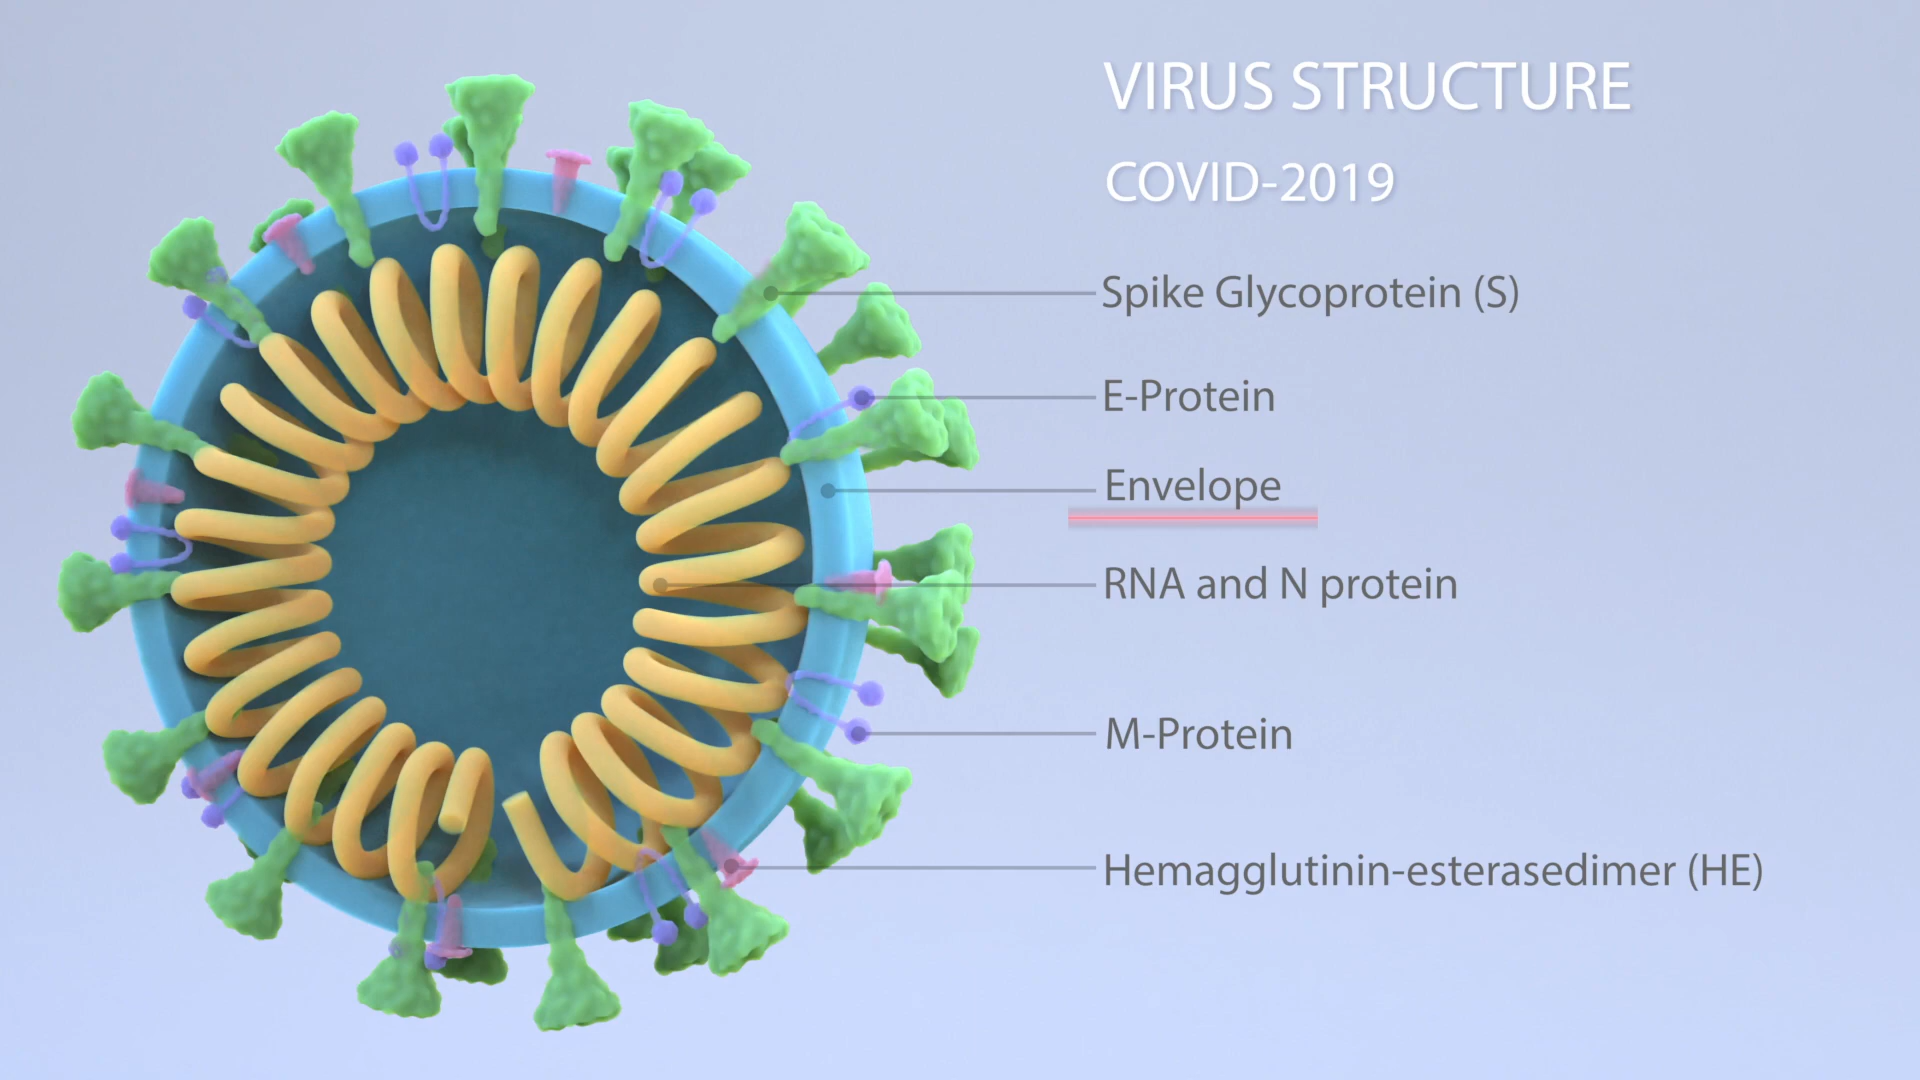 VIRUS STRUCTURE
COVID-2019
Spike Glycoprotein (S)
E-Protein
Envelope
RNA and N protein
M-Protein
Hemagglutinin-esterasedimer (HE)